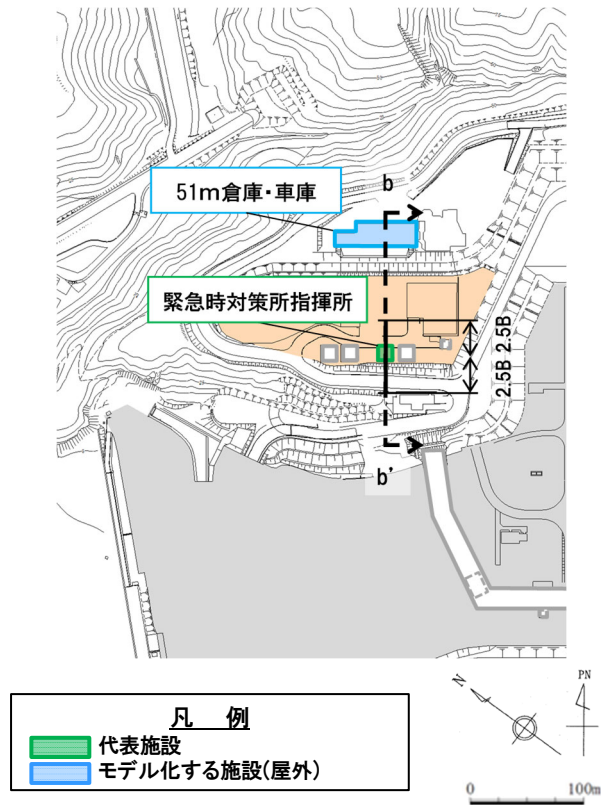 b
51m倉庫・車庫
緊急時対策所指揮所
2.5B 2.5B
b'
凡 例
代表施設
モデル化する施設(屋外)
N
PN
0 100m